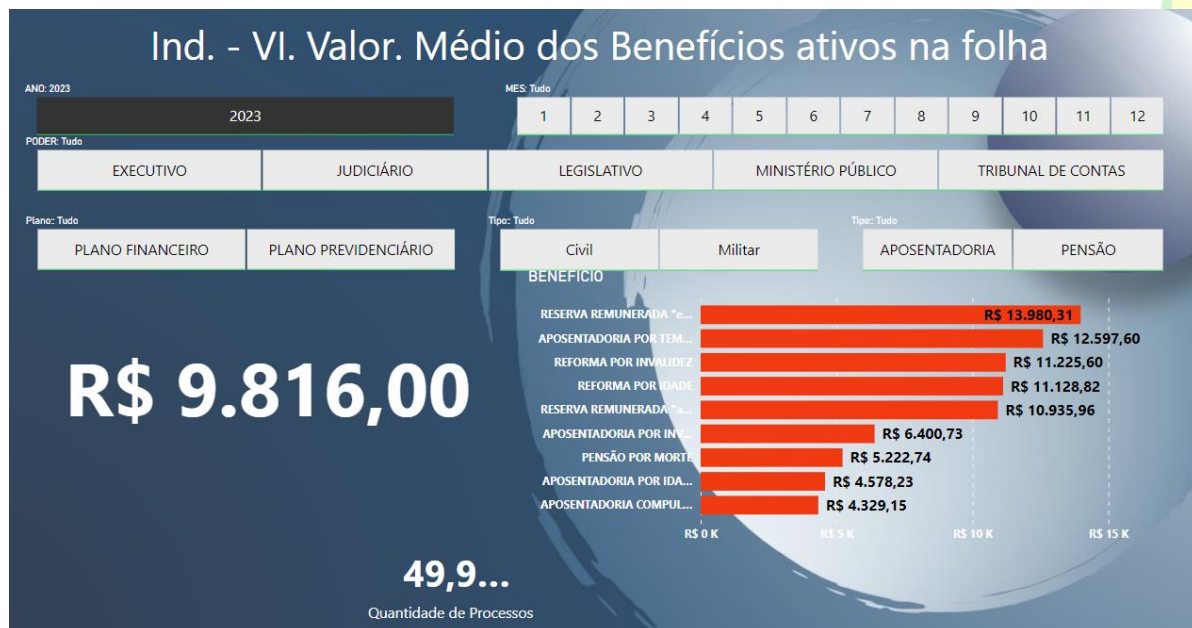 Ind. - VI. Valor. Médio dos Benefícios ativos na folha
ANO: 2023
MES: Tudo
2023
1 2 3 4 5 6 7 8 9 10 11 12
PODER: Tudo
EXECUTIVO JUDICIÁRIO LEGISLATIVO MINISTÉRIO PÚBLICO TRIBUNAL DE CONTAS
Plano:: Tudo
Tipo:: Tudo
Tipo:: Tudo
PLANO FINANCEIRO PLANO PREVIDENCIÁRIO Civil Militar APOSENTADORIA PENSÃO
BENEFICIO
RESERVA REMUNERADA "e... R$ 13.980,31
APOSENTADORIA POR TEM... R$ 12.597,60
REFORMA POR INVALIDEZ R$ 11.225,60
REFORMA POR IDADE R$ 11.128,82
RESERVA REMUNERADA "a... R$ 10.935,96
APOSENTADORIA POR INV... R$ 6.400,73
PENSÃO POR MORTE R$ 5.222,74
APOSENTADORIA POR IDA... R$ 4.578,23
APOSENTADORIA COMPUL... R$ 4.329,15
R$ 0 K R$ 5 K R$ 10 K R$ 15 K
R$ 9.816,00
49,9...
Quantidade de Processos